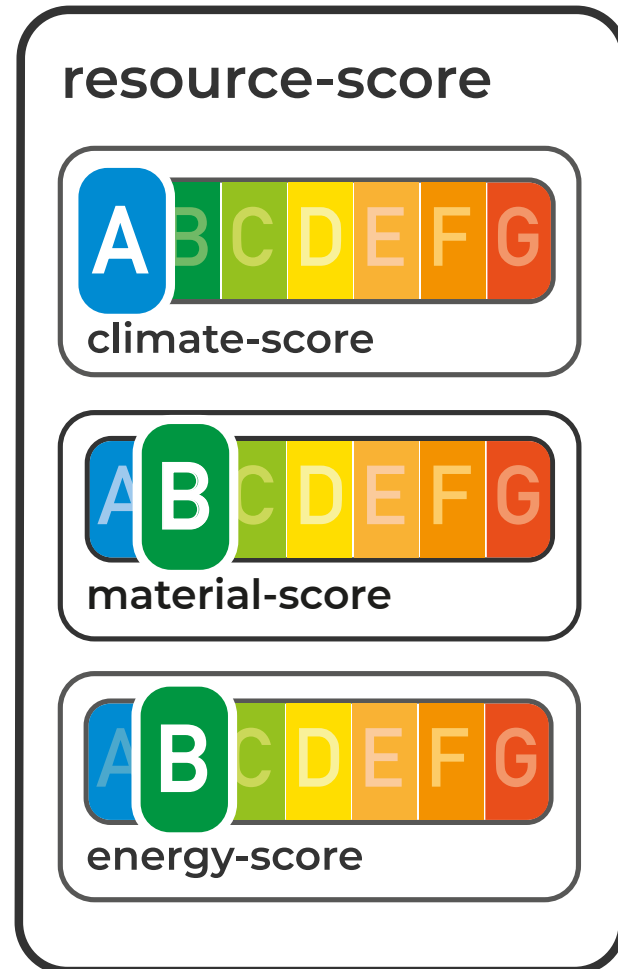 resource-score
A B C D E F G
climate-score
A B C D E F G
material-score
A B C D E F G
energy-score